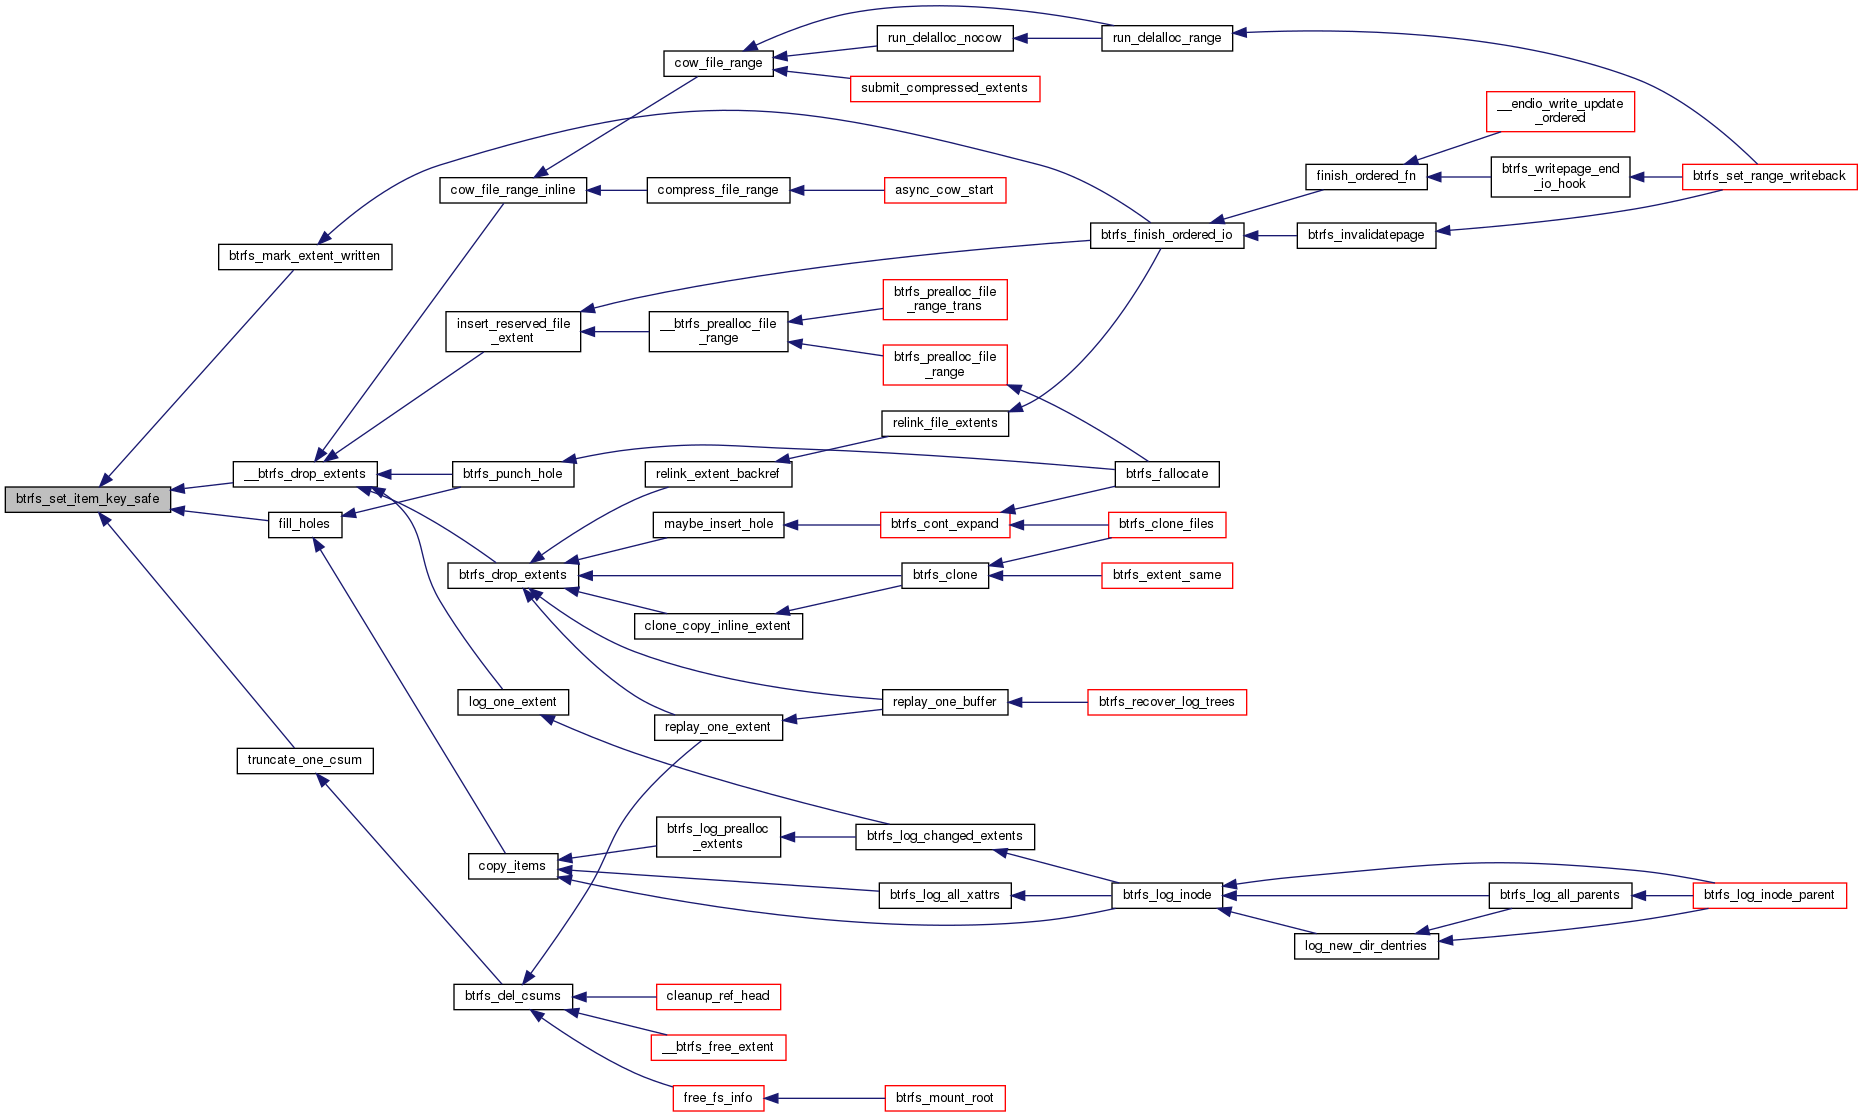 btrfs_set_item_key_safe
btrfs_mark_extent_written
__btrfs_drop_extents
fill_holes
truncate_one_csum
cow_file_range_inline
insert_reserved_file
_extent
btrfs_punch_hole
btrfs_drop_extents
log_one_extent
copy_items
btrfs_del_csums
cow_file_range
compress_file_range
__btrfs_prealloc_file
_range
relink_extent_backref
maybe_insert_hole
clone_copy_inline_extent
replay_one_extent
btrfs_log_prealloc
_extents
cleanup_ref_head
__btrfs_free_extent
free_fs_info
run_delalloc_nocow
submit_compressed_extents
async_cow_start
btrfs_prealloc_file
_range_trans
btrfs_prealloc_file
_range
relink_file_extents
btrfs_cont_expand
btrfs_clone
replay_one_buffer
btrfs_log_changed_extents
btrfs_log_all_xattrs
btrfs_mount_root
run_delalloc_range
btrfs_finish_ordered_io
btrfs_fallocate
btrfs_clone_files
btrfs_extent_same
btrfs_recover_log_trees
btrfs_log_inode
finish_ordered_fn
btrfs_invalidatepage
log_new_dir_dentries
__endio_write_update
_ordered
btrfs_writepage_end
_io_hook
btrfs_log_all_parents
btrfs_set_range_writeback
btrfs_log_inode_parent